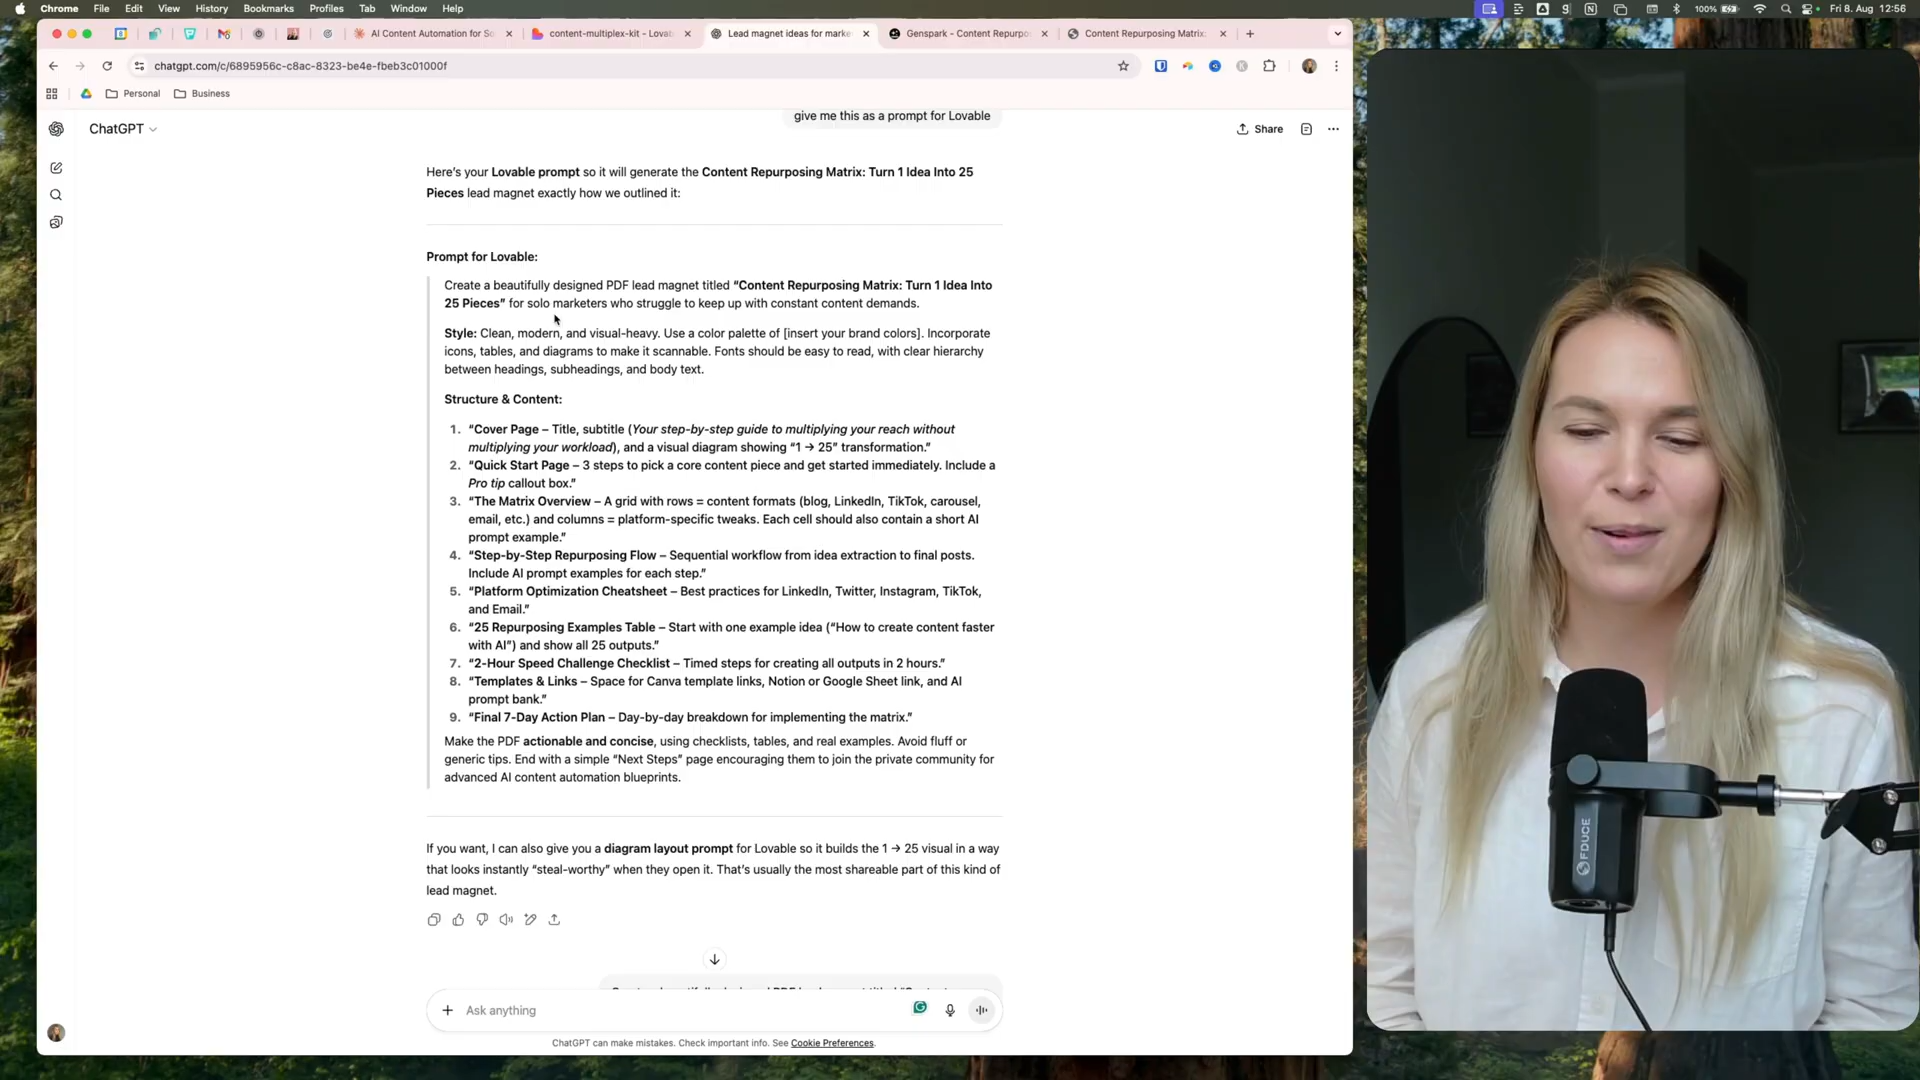 Chrome File Edit View History Bookmarks Profiles Tab Window Help
100% Fri 8. Aug 12:56
AI Content Automation for So
content-multiplex-kit - Lovab
Lead magnet ideas for marke
Genspark - Content Repurpo
Content Repurposing Matrix:
chatgpt.com/c/6895956c-c8ac-8323-be4e-fbeb3c01000f
Personal Business
ChatGPT
Share
give me this as a prompt for Lovable
Here's your Lovable prompt so it will generate the Content Repurposing Matrix: Turn 1 Idea Into 25
Pieces lead magnet exactly how we outlined it:
Prompt for Lovable:
Create a beautifully designed PDF lead magnet titled “Content Repurposing Matrix: Turn 1 Idea Into
25 Pieces” for solo marketers who struggle to keep up with constant content demands.
Style: Clean, modern, and visual-heavy. Use a color palette of [insert your brand colors]. Incorporate
icons, tables, and diagrams to make it scannable. Fonts should be easy to read, with clear hierarchy
between headings, subheadings, and body text.
Structure & Content:
1. “Cover Page – Title, subtitle (Your step-by-step guide to multiplying your reach without
multiplying your workload), and a visual diagram showing “1 → 25” transformation.”
2. “Quick Start Page – 3 steps to pick a core content piece and get started immediately. Include a
Pro tip callout box.”
3. “The Matrix Overview – A grid with rows = content formats (blog, LinkedIn, TikTok, carousel,
email, etc.) and columns = platform-specific tweaks. Each cell should also contain a short AI
prompt example.”
4. “Step-by-Step Repurposing Flow – Sequential workflow from idea extraction to final posts.
Include AI prompt examples for each step.”
5. “Platform Optimization Cheatsheet – Best practices for LinkedIn, Twitter, Instagram, TikTok,
and Email.”
6. “25 Repurposing Examples Table – Start with one example idea (“How to create content faster
with AI”) and show all 25 outputs.”
7. “2-Hour Speed Challenge Checklist – Timed steps for creating all outputs in 2 hours.”
8. “Templates & Links – Space for Canva template links, Notion or Google Sheet link, and AI
prompt bank.”
9. “Final 7-Day Action Plan – Day-by-day breakdown for implementing the matrix.”
Make the PDF actionable and concise, using checklists, tables, and real examples. Avoid fluff or
generic tips. End with a simple “Next Steps” page encouraging them to join the private community for
advanced AI content automation blueprints.
If you want, I can also give you a diagram layout prompt for Lovable so it builds the 1 → 25 visual in a way
that looks instantly “steal-worthy” when they open it. That's usually the most shareable part of this kind of
lead magnet.
Ask anything
ChatGPT can make mistakes. Check important info. See Cookie Preferences.
FDUCE